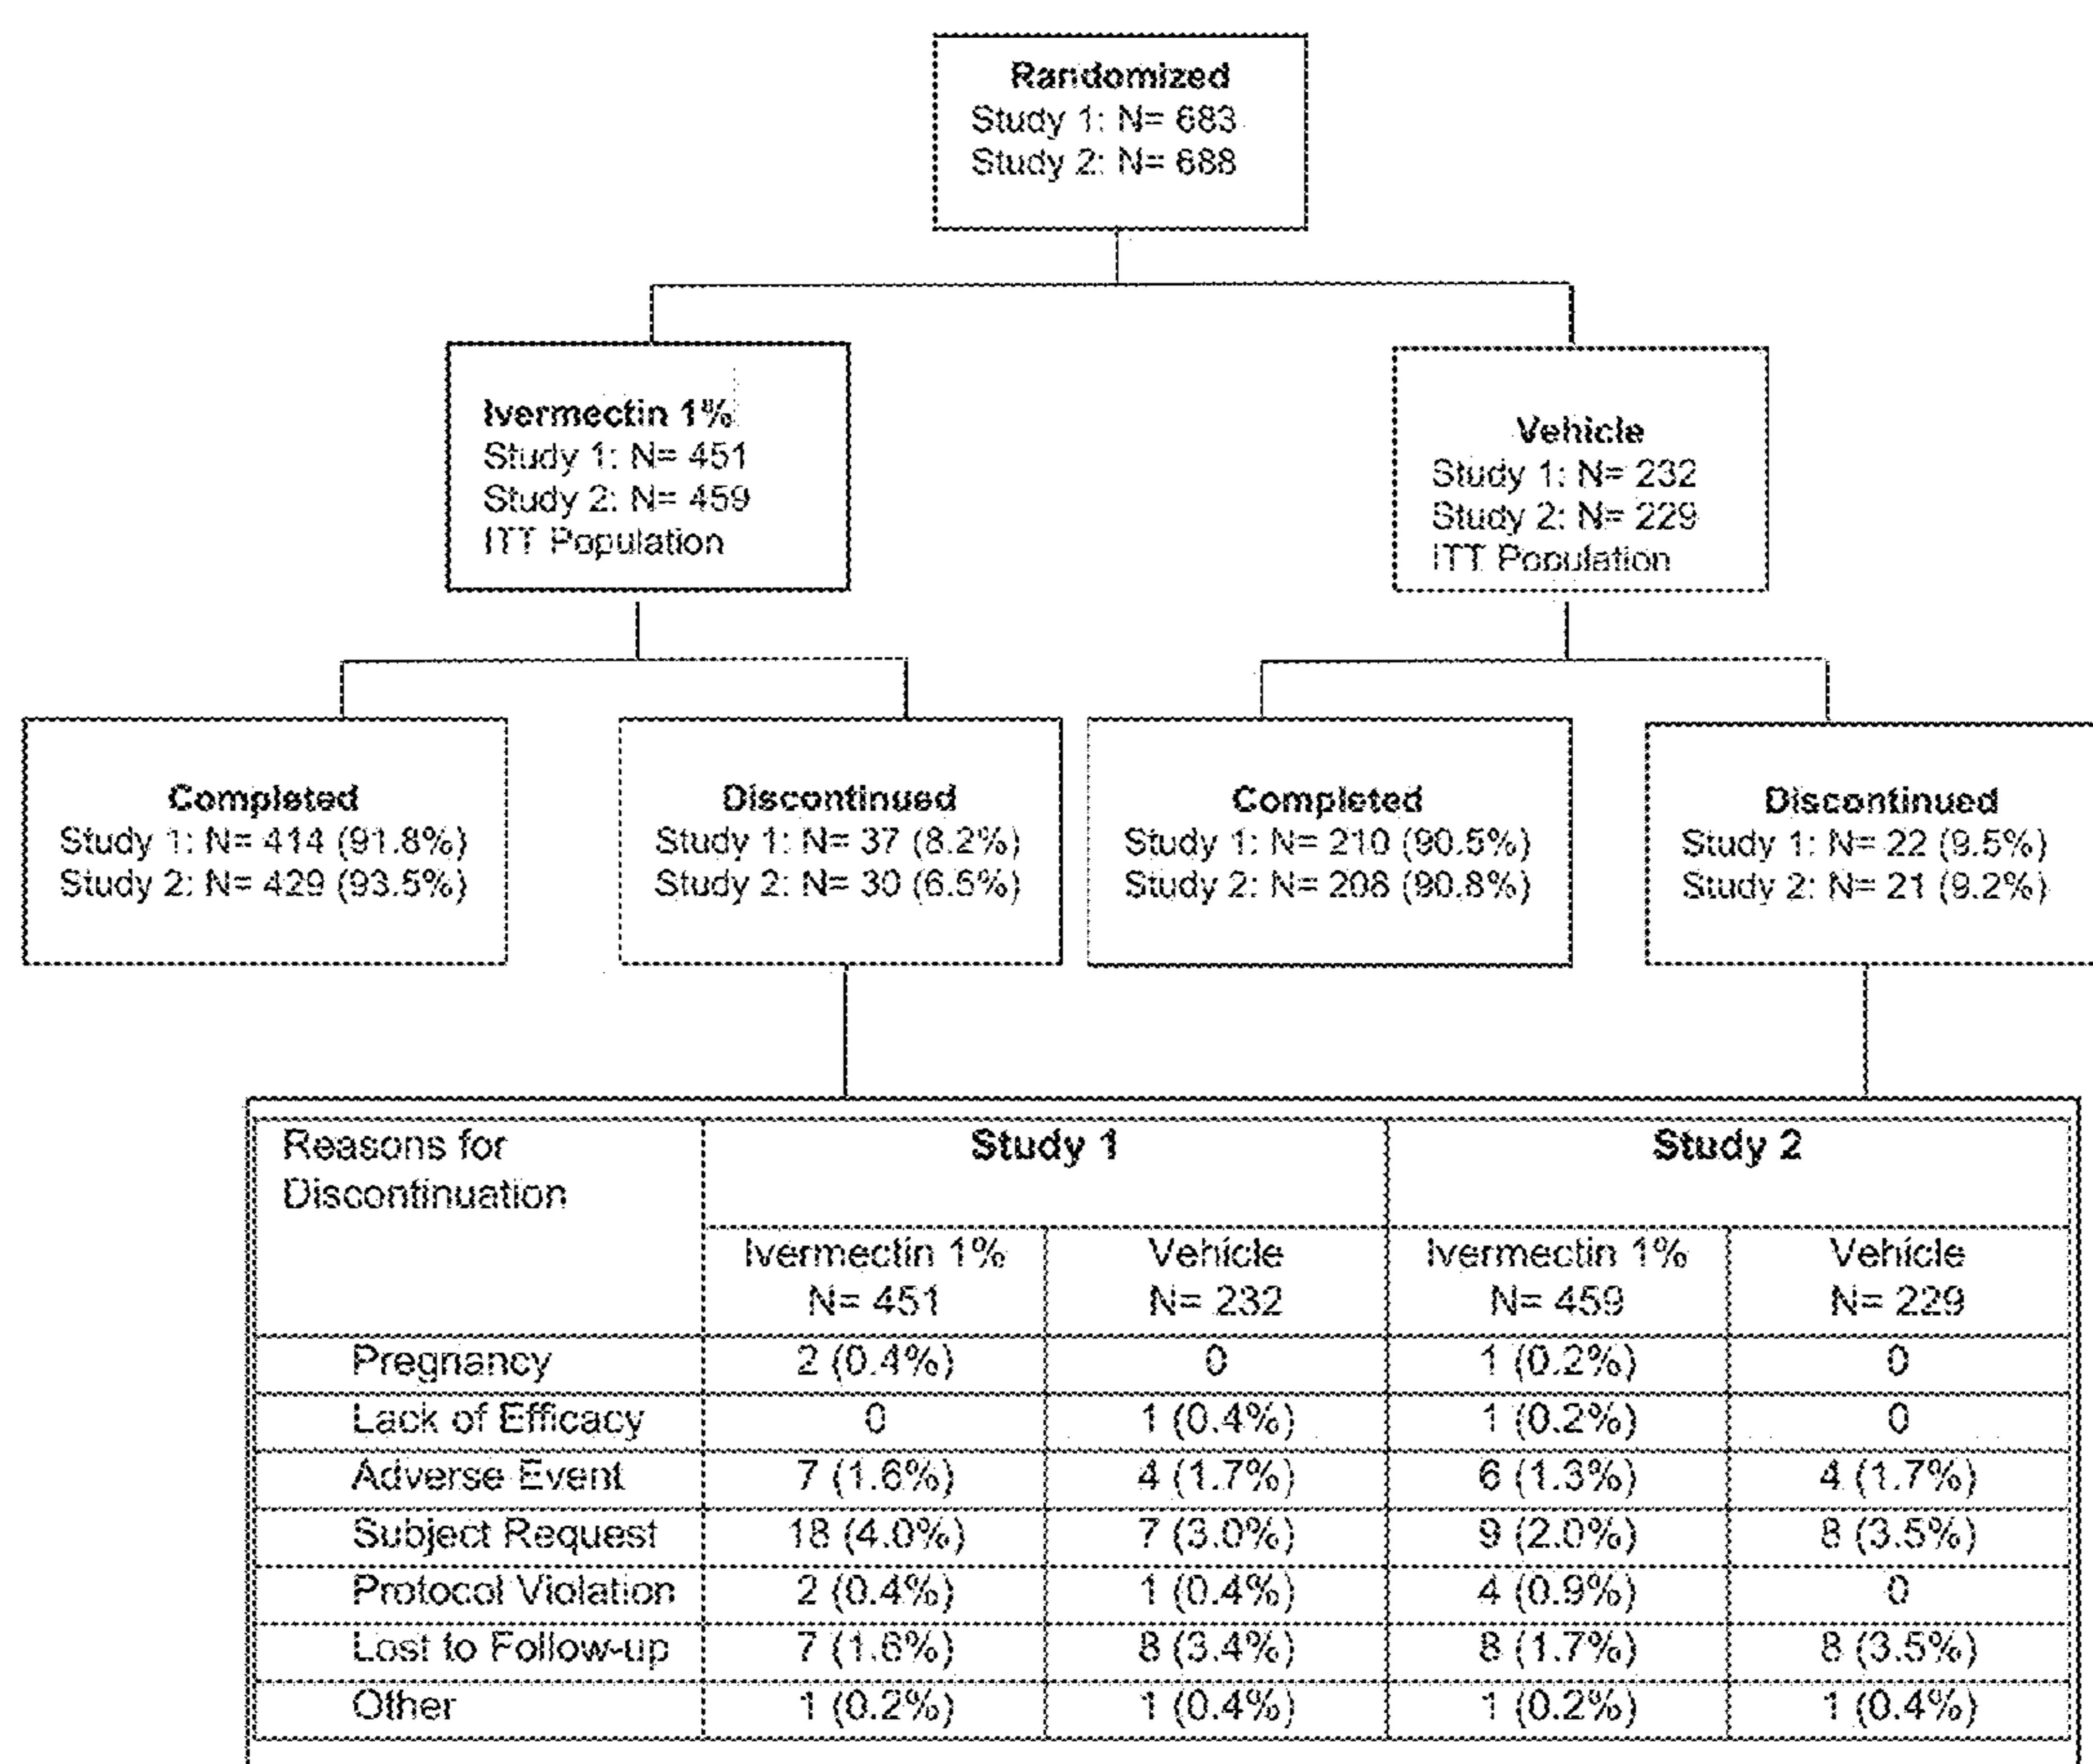 Randomized
Study 1: N= 683
Study 2: N= 688
Ivermectin 1%
Study 1: N= 451
Study 2: N= 459
ITT Population
Vehicle
Study 1: N= 232
Study 2: N= 229
ITT Population
Completed
Study 1: N= 414 (91.8%)
Study 2: N= 429 (93.5%)
Discontinued
Study 1: N= 37 (8.2%)
Study 2: N= 30 (6.5%)
Completed
Study 1: N= 210 (90.5%)
Study 2: N= 208 (90.8%)
Discontinued
Study 1: N= 22 (9.5%)
Study 2: N= 21 (9.2%)
Reasons for Study 1 Study 2
Discontinuation
Ivermectin 1% Vehicle Ivermectin 1% Vehicle
N= 451 N= 232 N= 459 N= 229
Pregnancy 2 (0.4%) 0 1 (0.2%) 0
Lack of Efficacy 0 1 (0.4%) 1 (0.2%) 0
Adverse Event 7 (1.6%) 4 (1.7%) 6 (1.3%) 4 (1.7%)
Subject Request 18 (4.0%) 7 (3.0%) 9 (2.0%) 8 (3.5%)
Protocol Violation 2 (0.4%) 1 (0.4%) 4 (0.9%) 0
Lost to Follow-up 7 (1.6%) 8 (3.4%) 8 (1.7%) 8 (3.5%)
Other 1 (0.2%) 1 (0.4%) 1 (0.2%) 1 (0.4%)